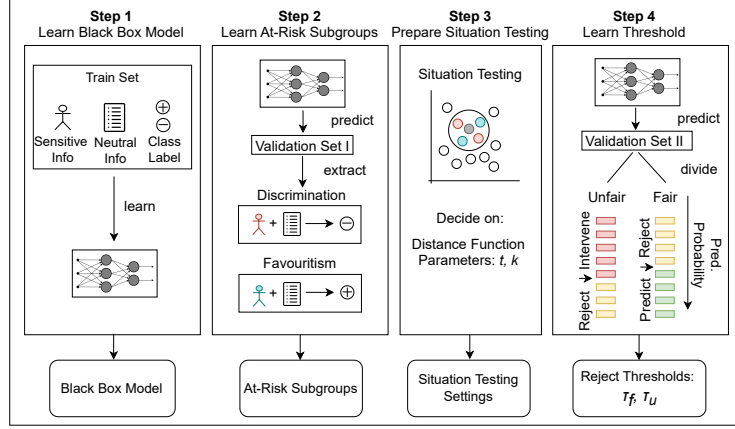 Step 1
Learn Black Box Model
Train Set
Sensitive
Info
Neutral
Info
Class
Label
learn
Black Box Model
Step 2
Learn At-Risk Subgroups
predict
Validation Set I
extract
Discrimination
+
Favouritism
+
At-Risk Subgroups
Step 3
Prepare Situation Testing
Situation Testing
Decide on:
Distance Function
Parameters: t, k
Situation Testing
Settings
Step 4
Learn Threshold
predict
Validation Set II
divide
Unfair
Fair
Reject → Intervene
Predict → Reject
Pred.
Probability
Reject Thresholds:
τf, τu